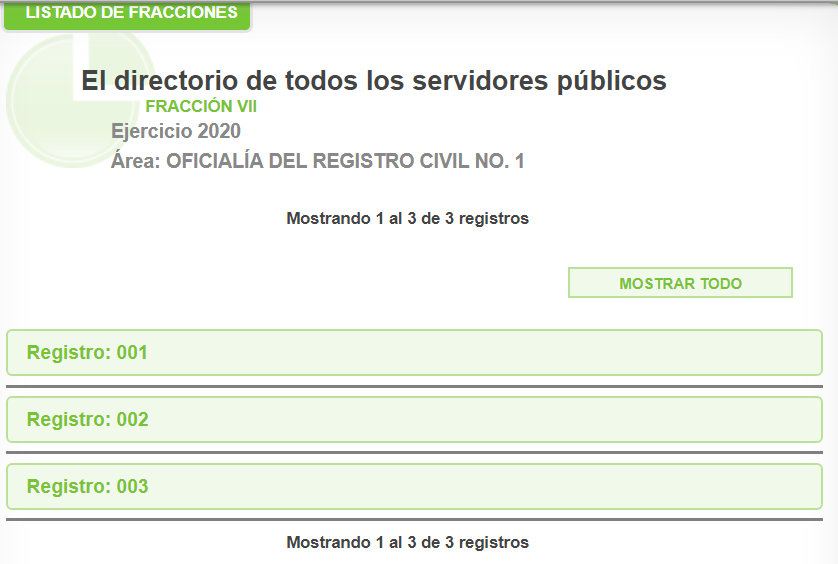 LISTADO DE FRACCIONES
El directorio de todos los servidores públicos
FRACCIÓN VII
Ejercicio 2020
Área: OFICIALÍA DEL REGISTRO CIVIL NO. 1
Mostrando 1 al 3 de 3 registros
MOSTRAR TODO
Registro: 001
Registro: 002
Registro: 003
Mostrando 1 al 3 de 3 registros